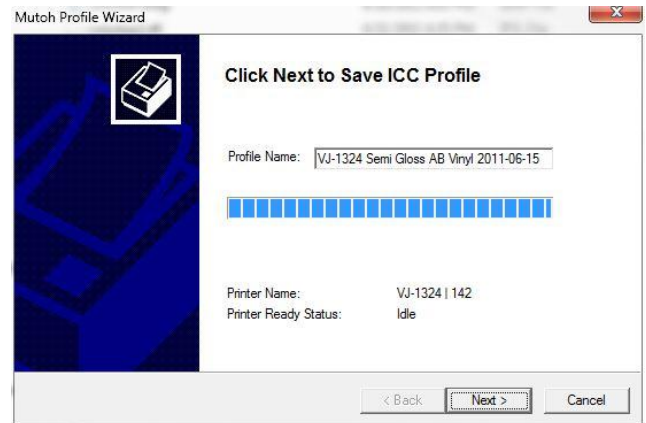 Mutoh Profile Wizard
Click Next to Save ICC Profile
Profile Name: VJ-1324 Semi Gloss AB Vinyl 2011-06-15
Printer Name: VJ-1324 | 142
Printer Ready Status: Idle
< Back Next > Cancel